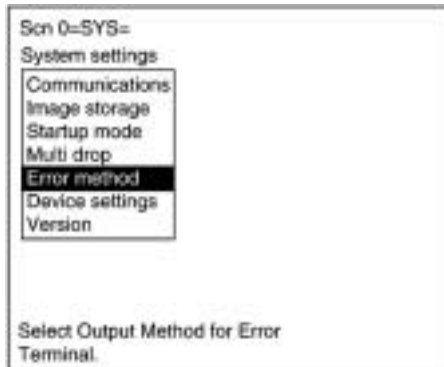 Scn 0=SYS=
System settings
Communications
Image storage
Startup mode
Multi drop
Error method
Device settings
Version
Select Output Method for Error
Terminal.